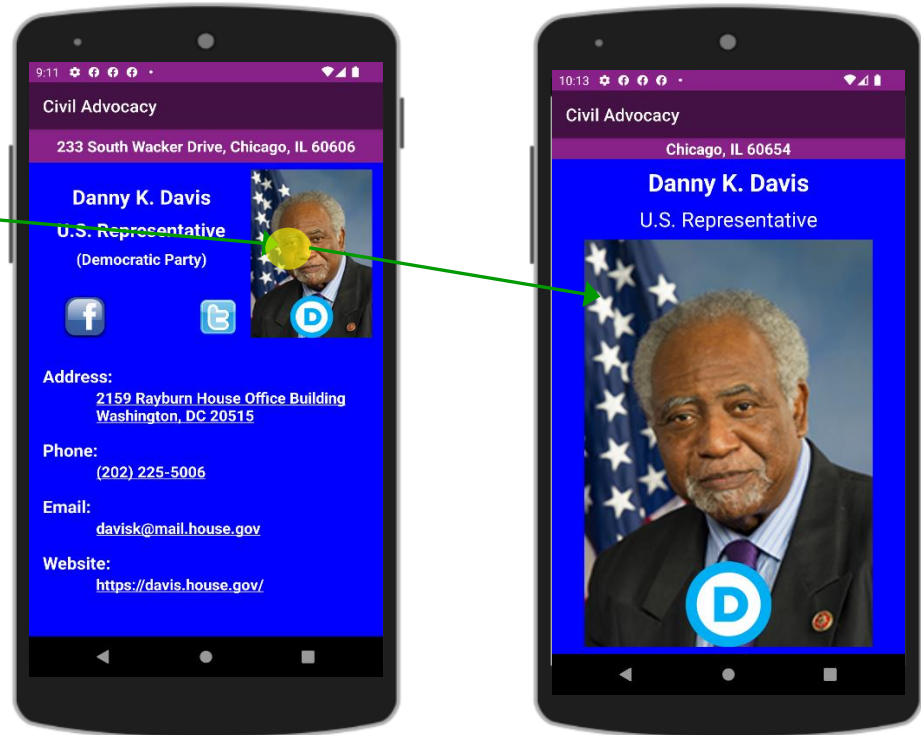 9:11
Civil Advocacy
233 South Wacker Drive, Chicago, IL 60606
Danny K. Davis
U.S. Representative
(Democratic Party)
f
t
D
Address:
2159 Rayburn House Office Building
Washington, DC 20515
Phone:
(202) 225-5006
Email:
davisk@mail.house.gov
Website:
https://davis.house.gov/
10:13
Civil Advocacy
Chicago, IL 60654
Danny K. Davis
U.S. Representative
D